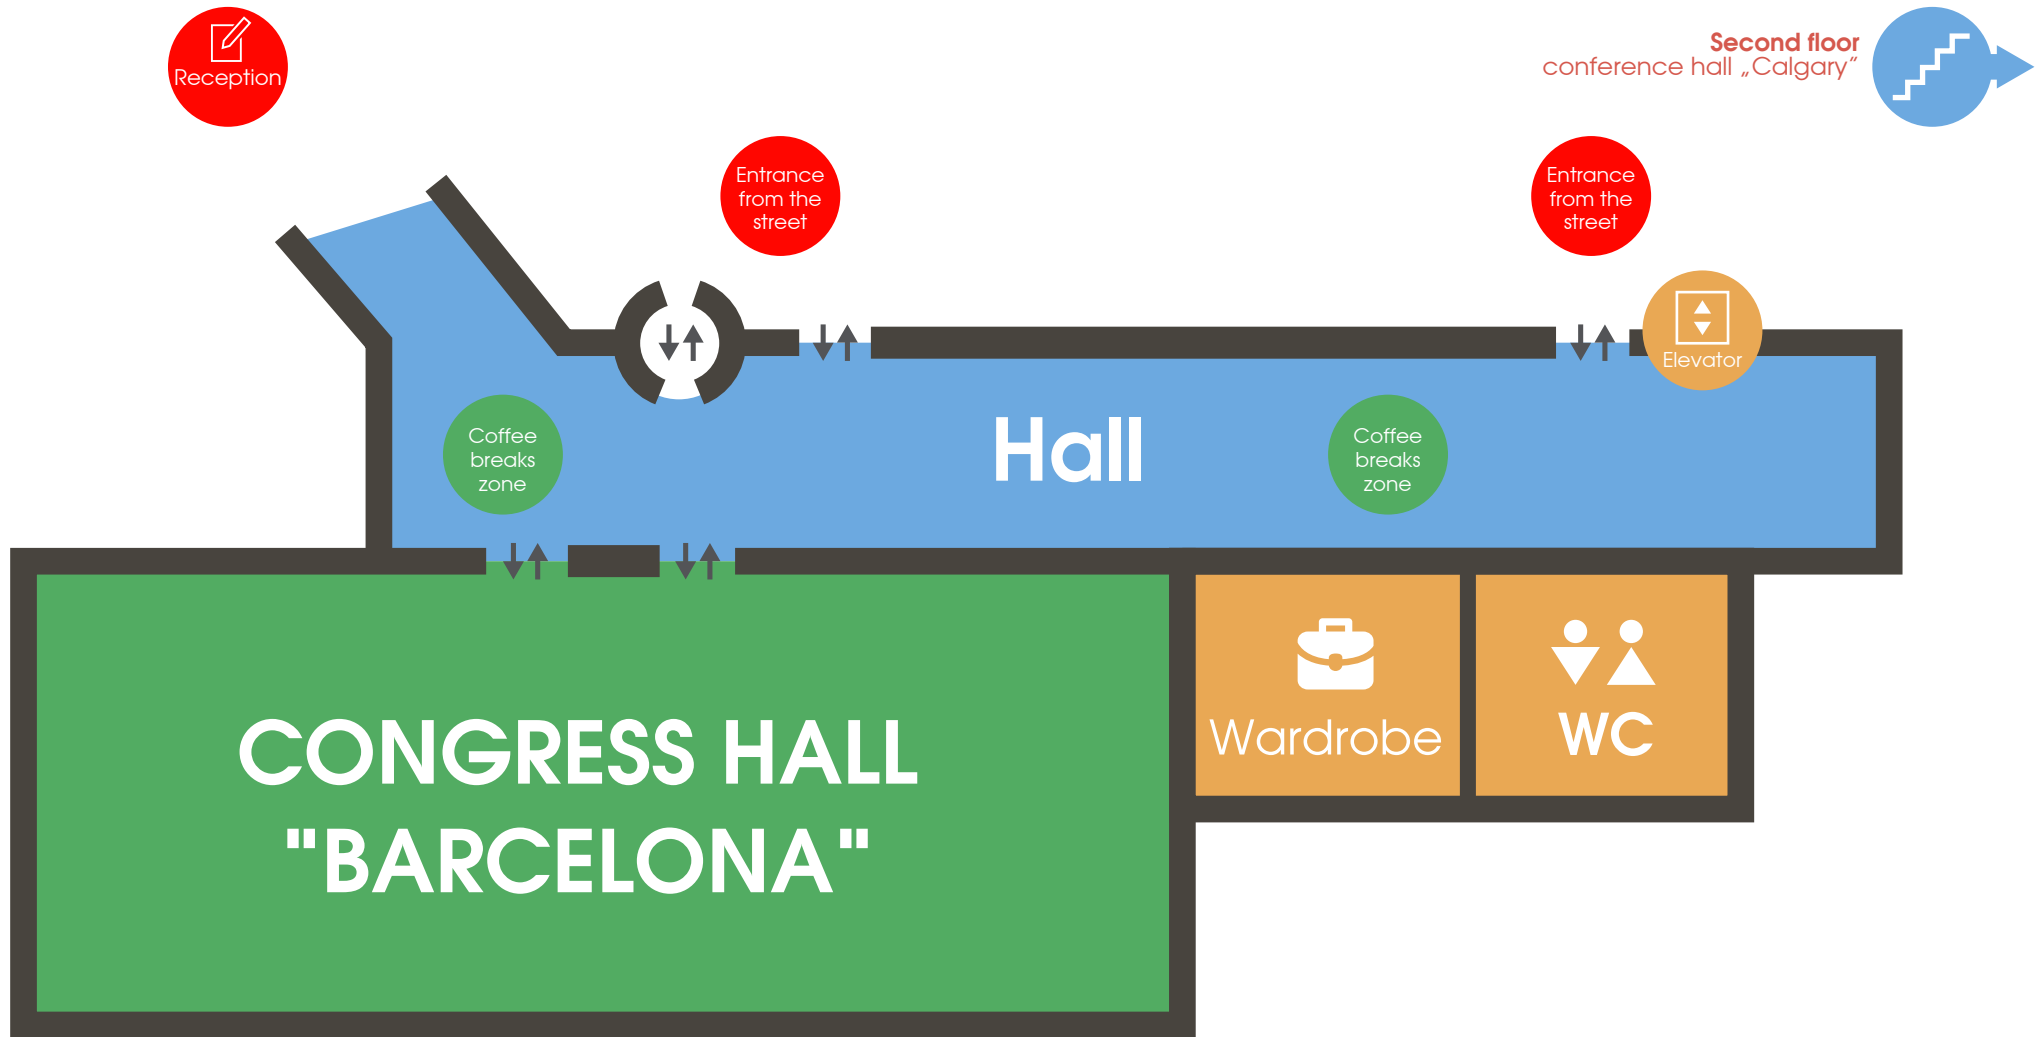 Reception
Second floor
conference hall „Calgary“
Entrance
from the
street
Entrance
from the
street
Elevator
Coffee
breaks
zone
Hall
Coffee
breaks
zone
CONGRESS HALL
"BARCELONA"
Wardrobe
WC